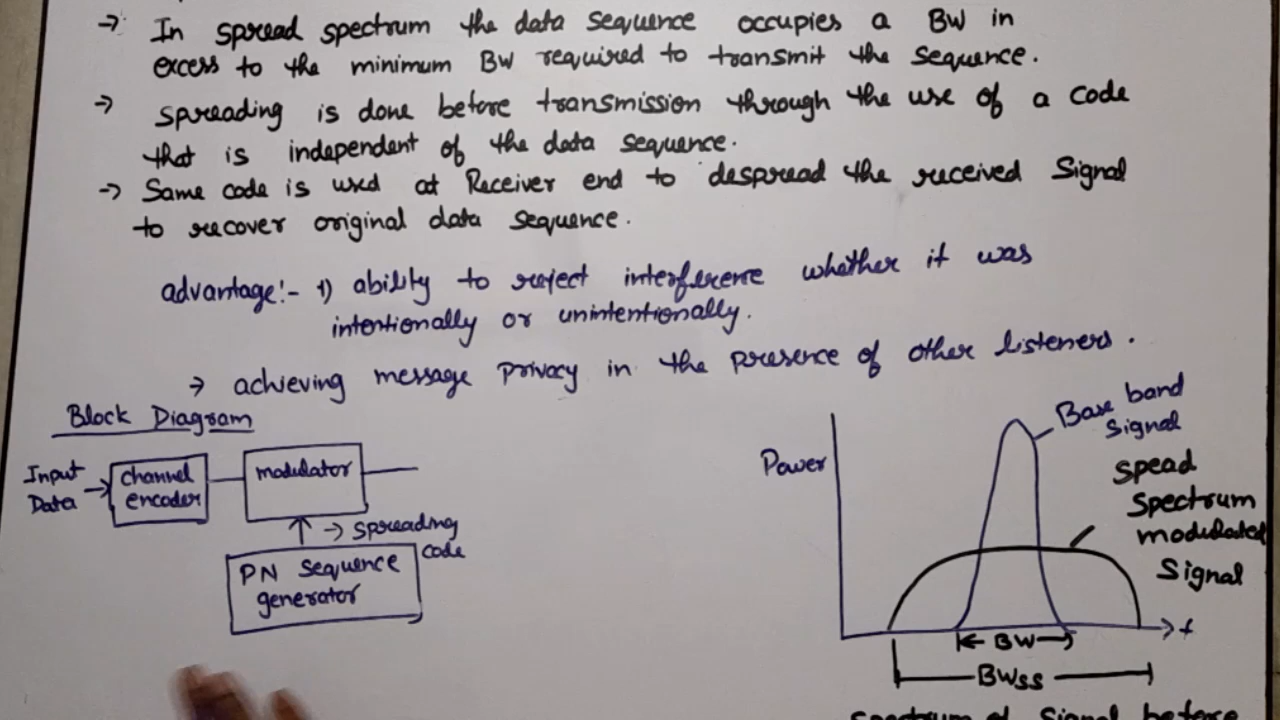 → In spread spectrum the data sequence occupies a BW in
excess to the minimum BW required to transmit the sequence.
→ spreading is done before transmission through the use of a code
that is independent of the data sequence.
→ Same code is used at Receiver end to despread the received Signal
to recover original data sequence.
advantage:- 1) ability to reject interference whether it was
intentionally or unintentionally.
→ achieving message privacy in the presence of other listeners.
Block Diagram
Input
Data
channel
encoder
modulator
→ spreading
code
PN sequence
generator
Power
Base band
Signal
Spead
Spectrum
modulated
Signal
f
BW
BWss
spectrum of signal before